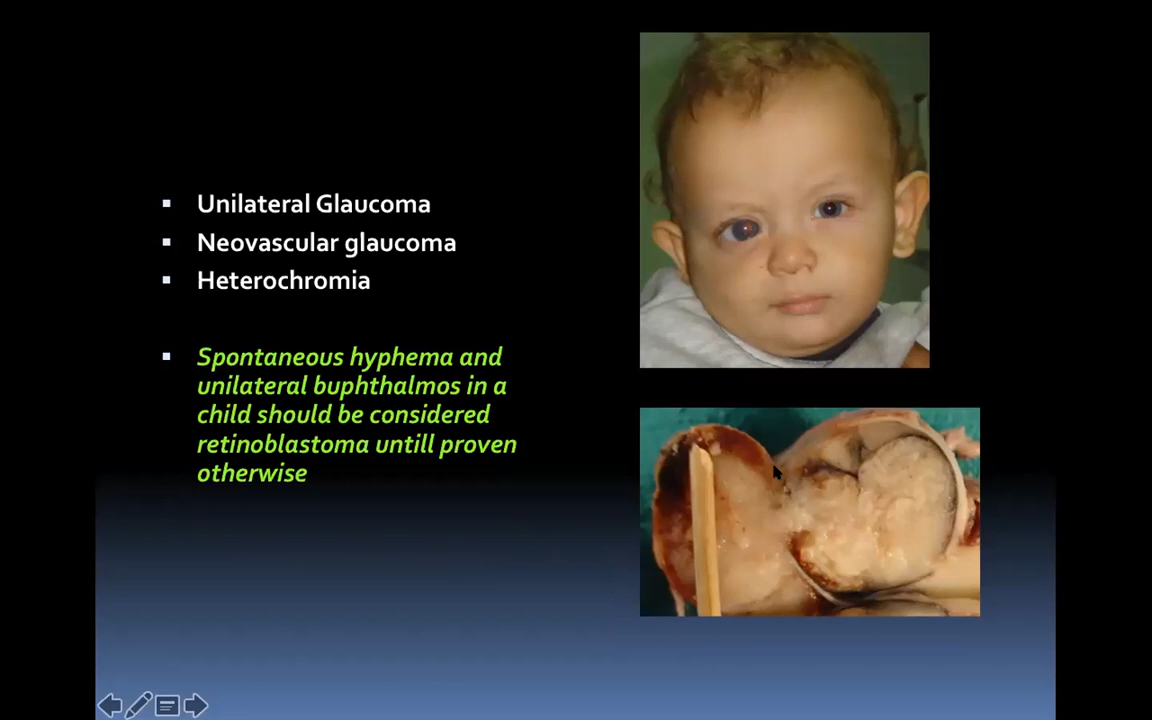 Unilateral Glaucoma
Neovascular glaucoma
Heterochromia
Spontaneous hyphema and
unilateral buphthalmos in a
child should be considered
retinoblastoma untill proven
otherwise